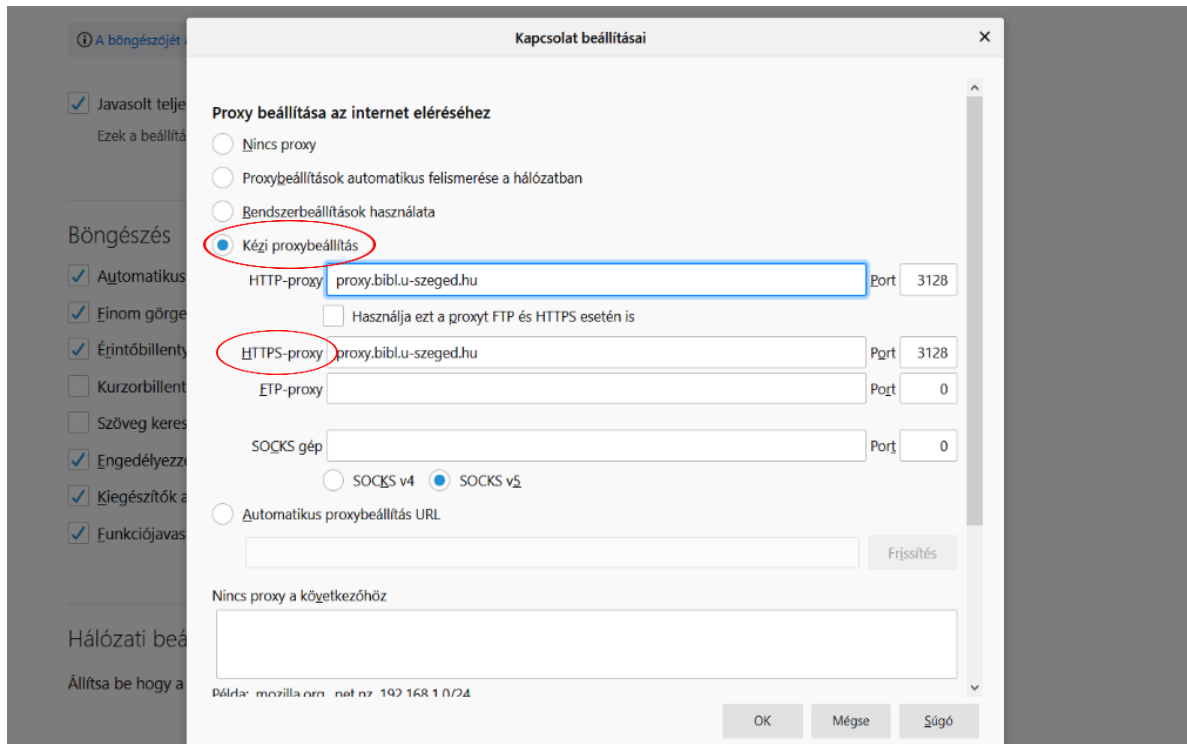 A böngészőjét
Kapcsolat beállításai
Javasolt telje
Ezek a beállítá
Böngészés
Automatikus
Finom görge
Érintőbillenty
Kurzorbillent
Szöveg keres
Engedélyezze
Kiegészítők a
Funkciójavas
Hálózati beá
Állítsa be hogy a
Proxy beállítása az internet eléréséhez
Nincs proxy
Proxybeállítások automatikus felismerése a hálózatban
Rendszerbeállítások használata
Kézi proxybeállítás
HTTP-proxy proxy.bibl.u-szeged.hu Port 3128
Használja ezt a proxyt FTP és HTTPS esetén is
HTTPS-proxy proxy.bibl.u-szeged.hu Port 3128
FTP-proxy Port 0
SOCKS gép Port 0
SOCKS v4 SOCKS v5
Automatikus proxybeállítás URL
Frissítés
Nincs proxy a következőhöz
Példa: mozilla.org, .net.nz, 192.168.1.0/24
OK Mégse Súgó